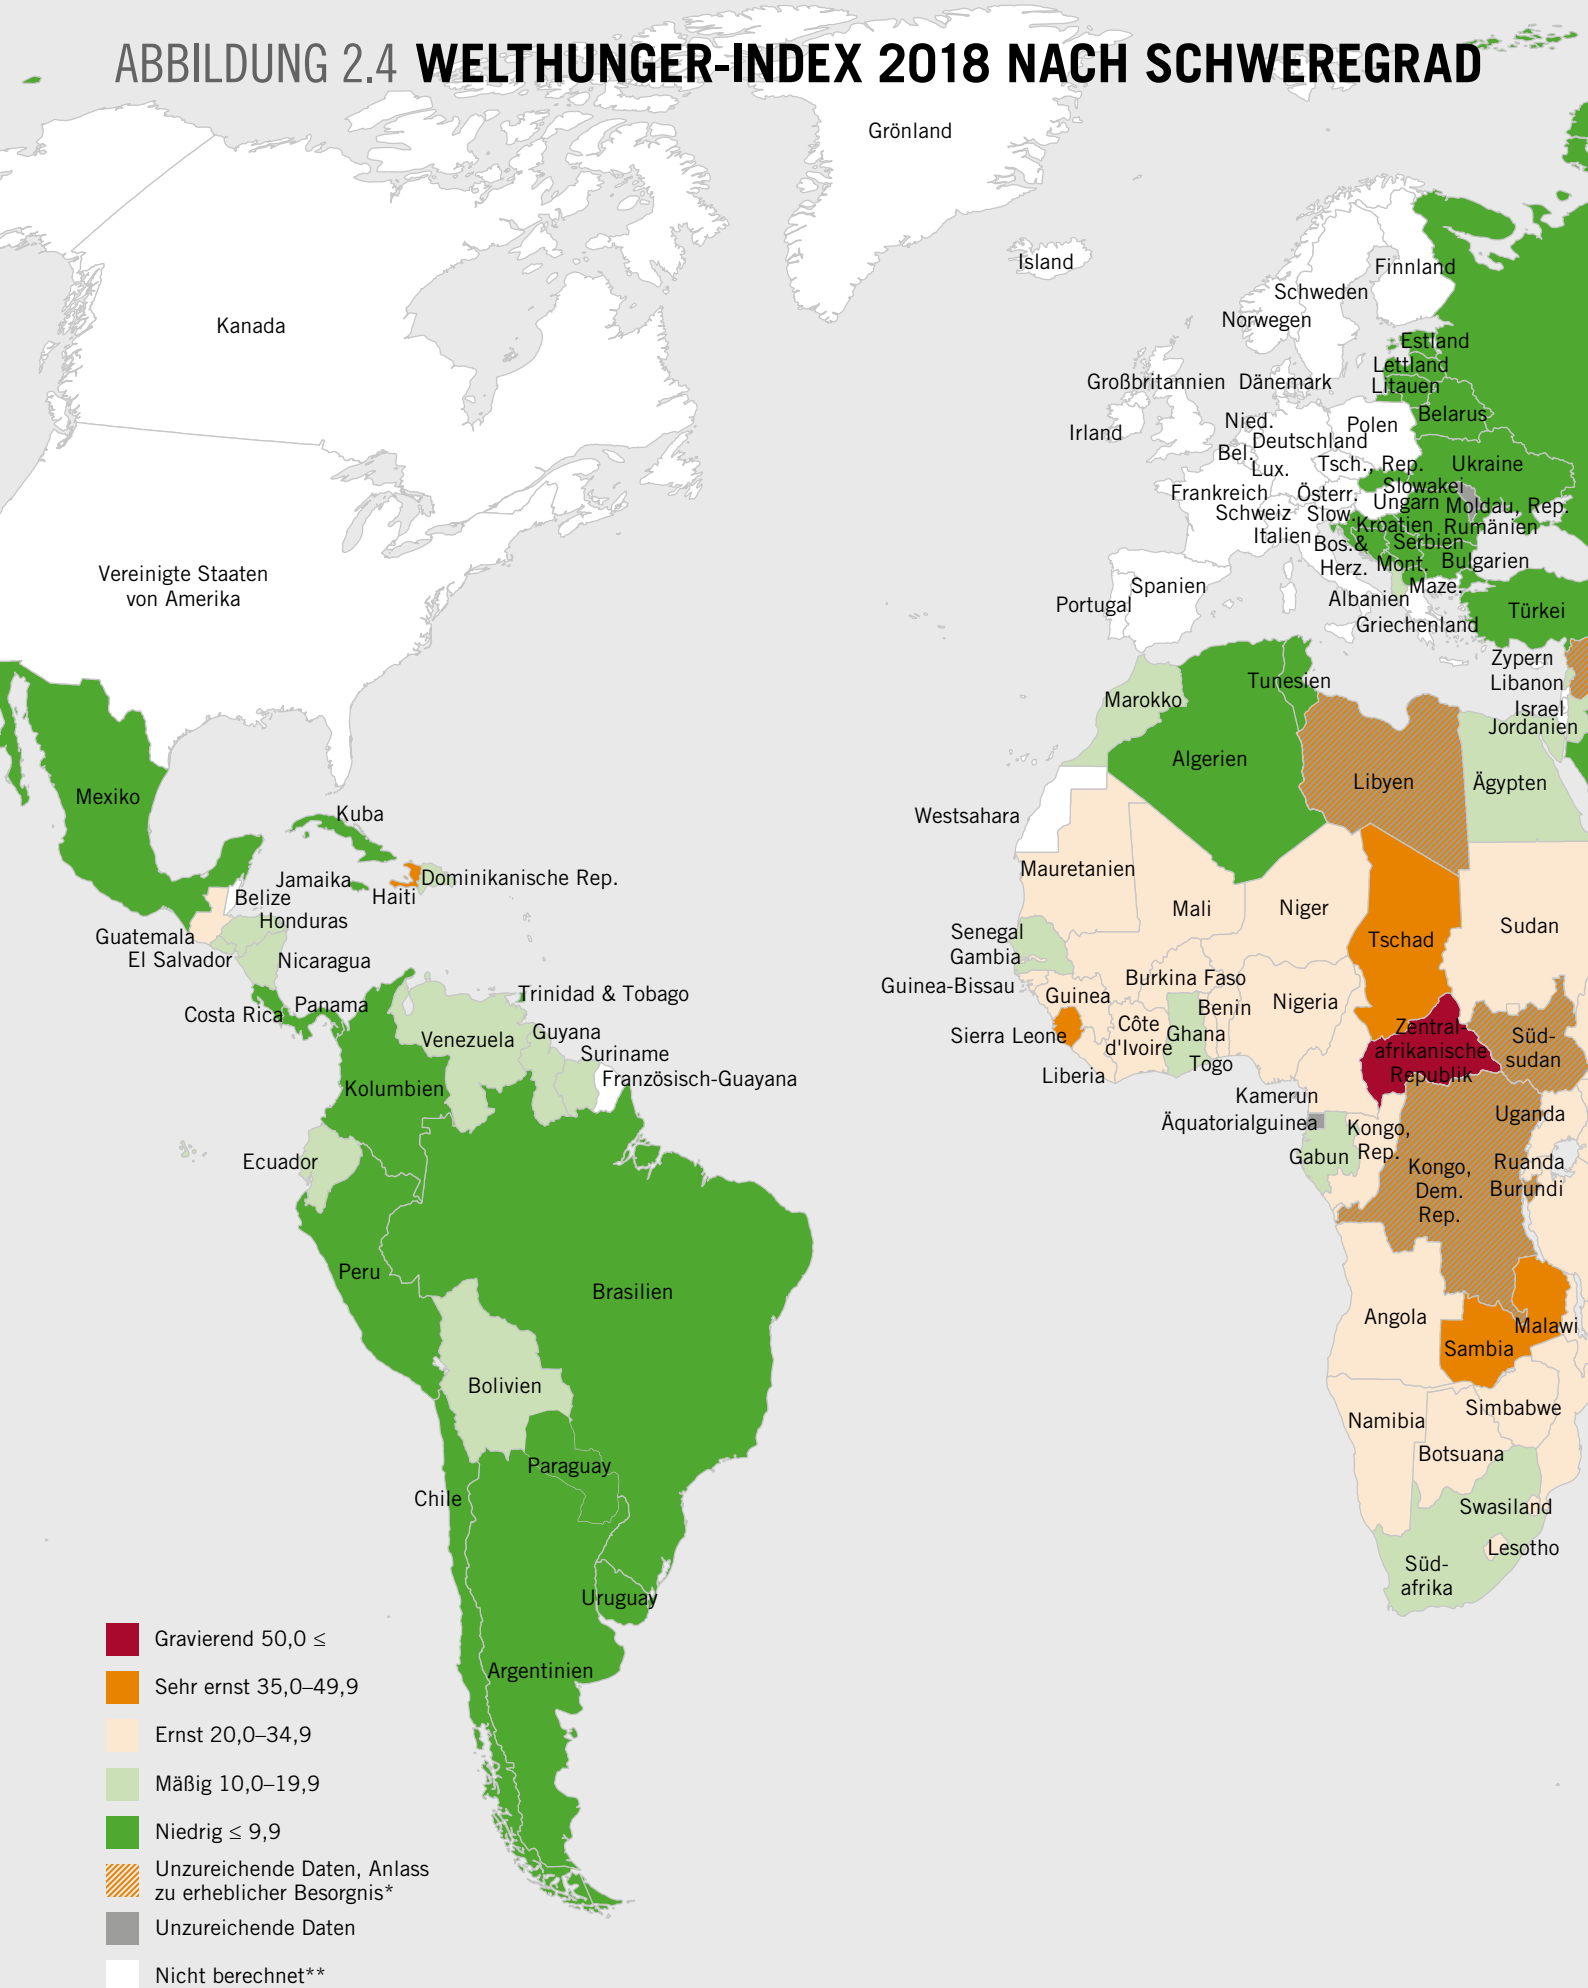 ABBILDUNG 2.4 WELTHUNGER-INDEX 2018 NACH SCHWEREGRAD
Grönland
Island
Kanada
Finnland
Schweden
Norwegen
Estland
Lettland
Litauen
Großbritannien
Dänemark
Belarus
Irland
Nied.
Polen
Deutschland
Bel.
Lux.
Tsch., Rep.
Ukraine
Slowakei
Frankreich
Österr.
Ungarn
Moldau, Rep.
Schweiz
Slow.
Kroatien
Rumänien
Italien
Bos.&
Herz.
Serbien
Mont.
Bulgarien
Vereinigte Staaten
von Amerika
Spanien
Maze.
Portugal
Albanien
Türkei
Griechenland
Zypern
Libanon
Israel
Jordanien
Tunesien
Marokko
Algerien
Libyen
Ägypten
Mexiko
Kuba
Westsahara
Jamaika
Haiti
Dominikanische Rep.
Belize
Honduras
Guatemala
El Salvador
Nicaragua
Costa Rica
Panama
Trinidad & Tobago
Venezuela
Guyana
Suriname
Französisch-Guayana
Kolumbien
Ecuador
Peru
Brasilien
Bolivien
Paraguay
Chile
Uruguay
Argentinien
Mauretanien
Mali
Niger
Tschad
Sudan
Senegal
Gambia
Guinea-Bissau
Burkina Faso
Guinea
Benin
Nigeria
Sierra Leone
Côte
d'Ivoire
Ghana
Togo
Liberia
Zentral-
afrikanische
Republik
Süd-
sudan
Kamerun
Äquatorialguinea
Kongo,
Rep.
Gabun
Uganda
Ruanda
Burundi
Kongo,
Dem.
Rep.
Angola
Malawi
Sambia
Simbabwe
Namibia
Botsuana
Swasiland
Lesotho
Süd-
afrika
Gravierend 50,0 ≤
Sehr ernst 35,0–49,9
Ernst 20,0–34,9
Mäßig 10,0–19,9
Niedrig ≤ 9,9
Unzureichende Daten, Anlass
zu erheblicher Besorgnis*
Unzureichende Daten
Nicht berechnet**